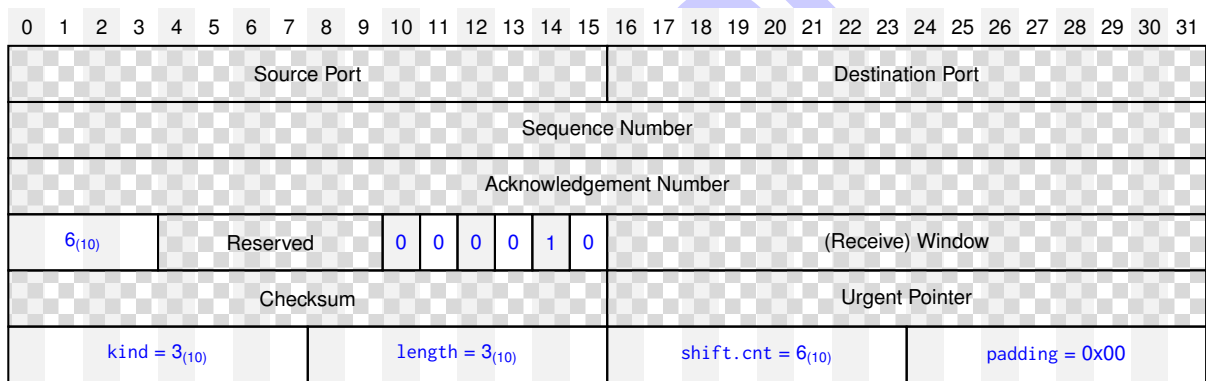 0 1 2 3 4 5 6 7 8 9 10 11 12 13 14 15 16 17 18 19 20 21 22 23 24 25 26 27 28 29 30 31
Source Port Destination Port
Sequence Number
Acknowledgement Number
6(10) Reserved 0 0 0 0 1 0 (Receive) Window
Checksum Urgent Pointer
kind = 3(10) length = 3(10) shift.cnt = 6(10) padding = 0x00